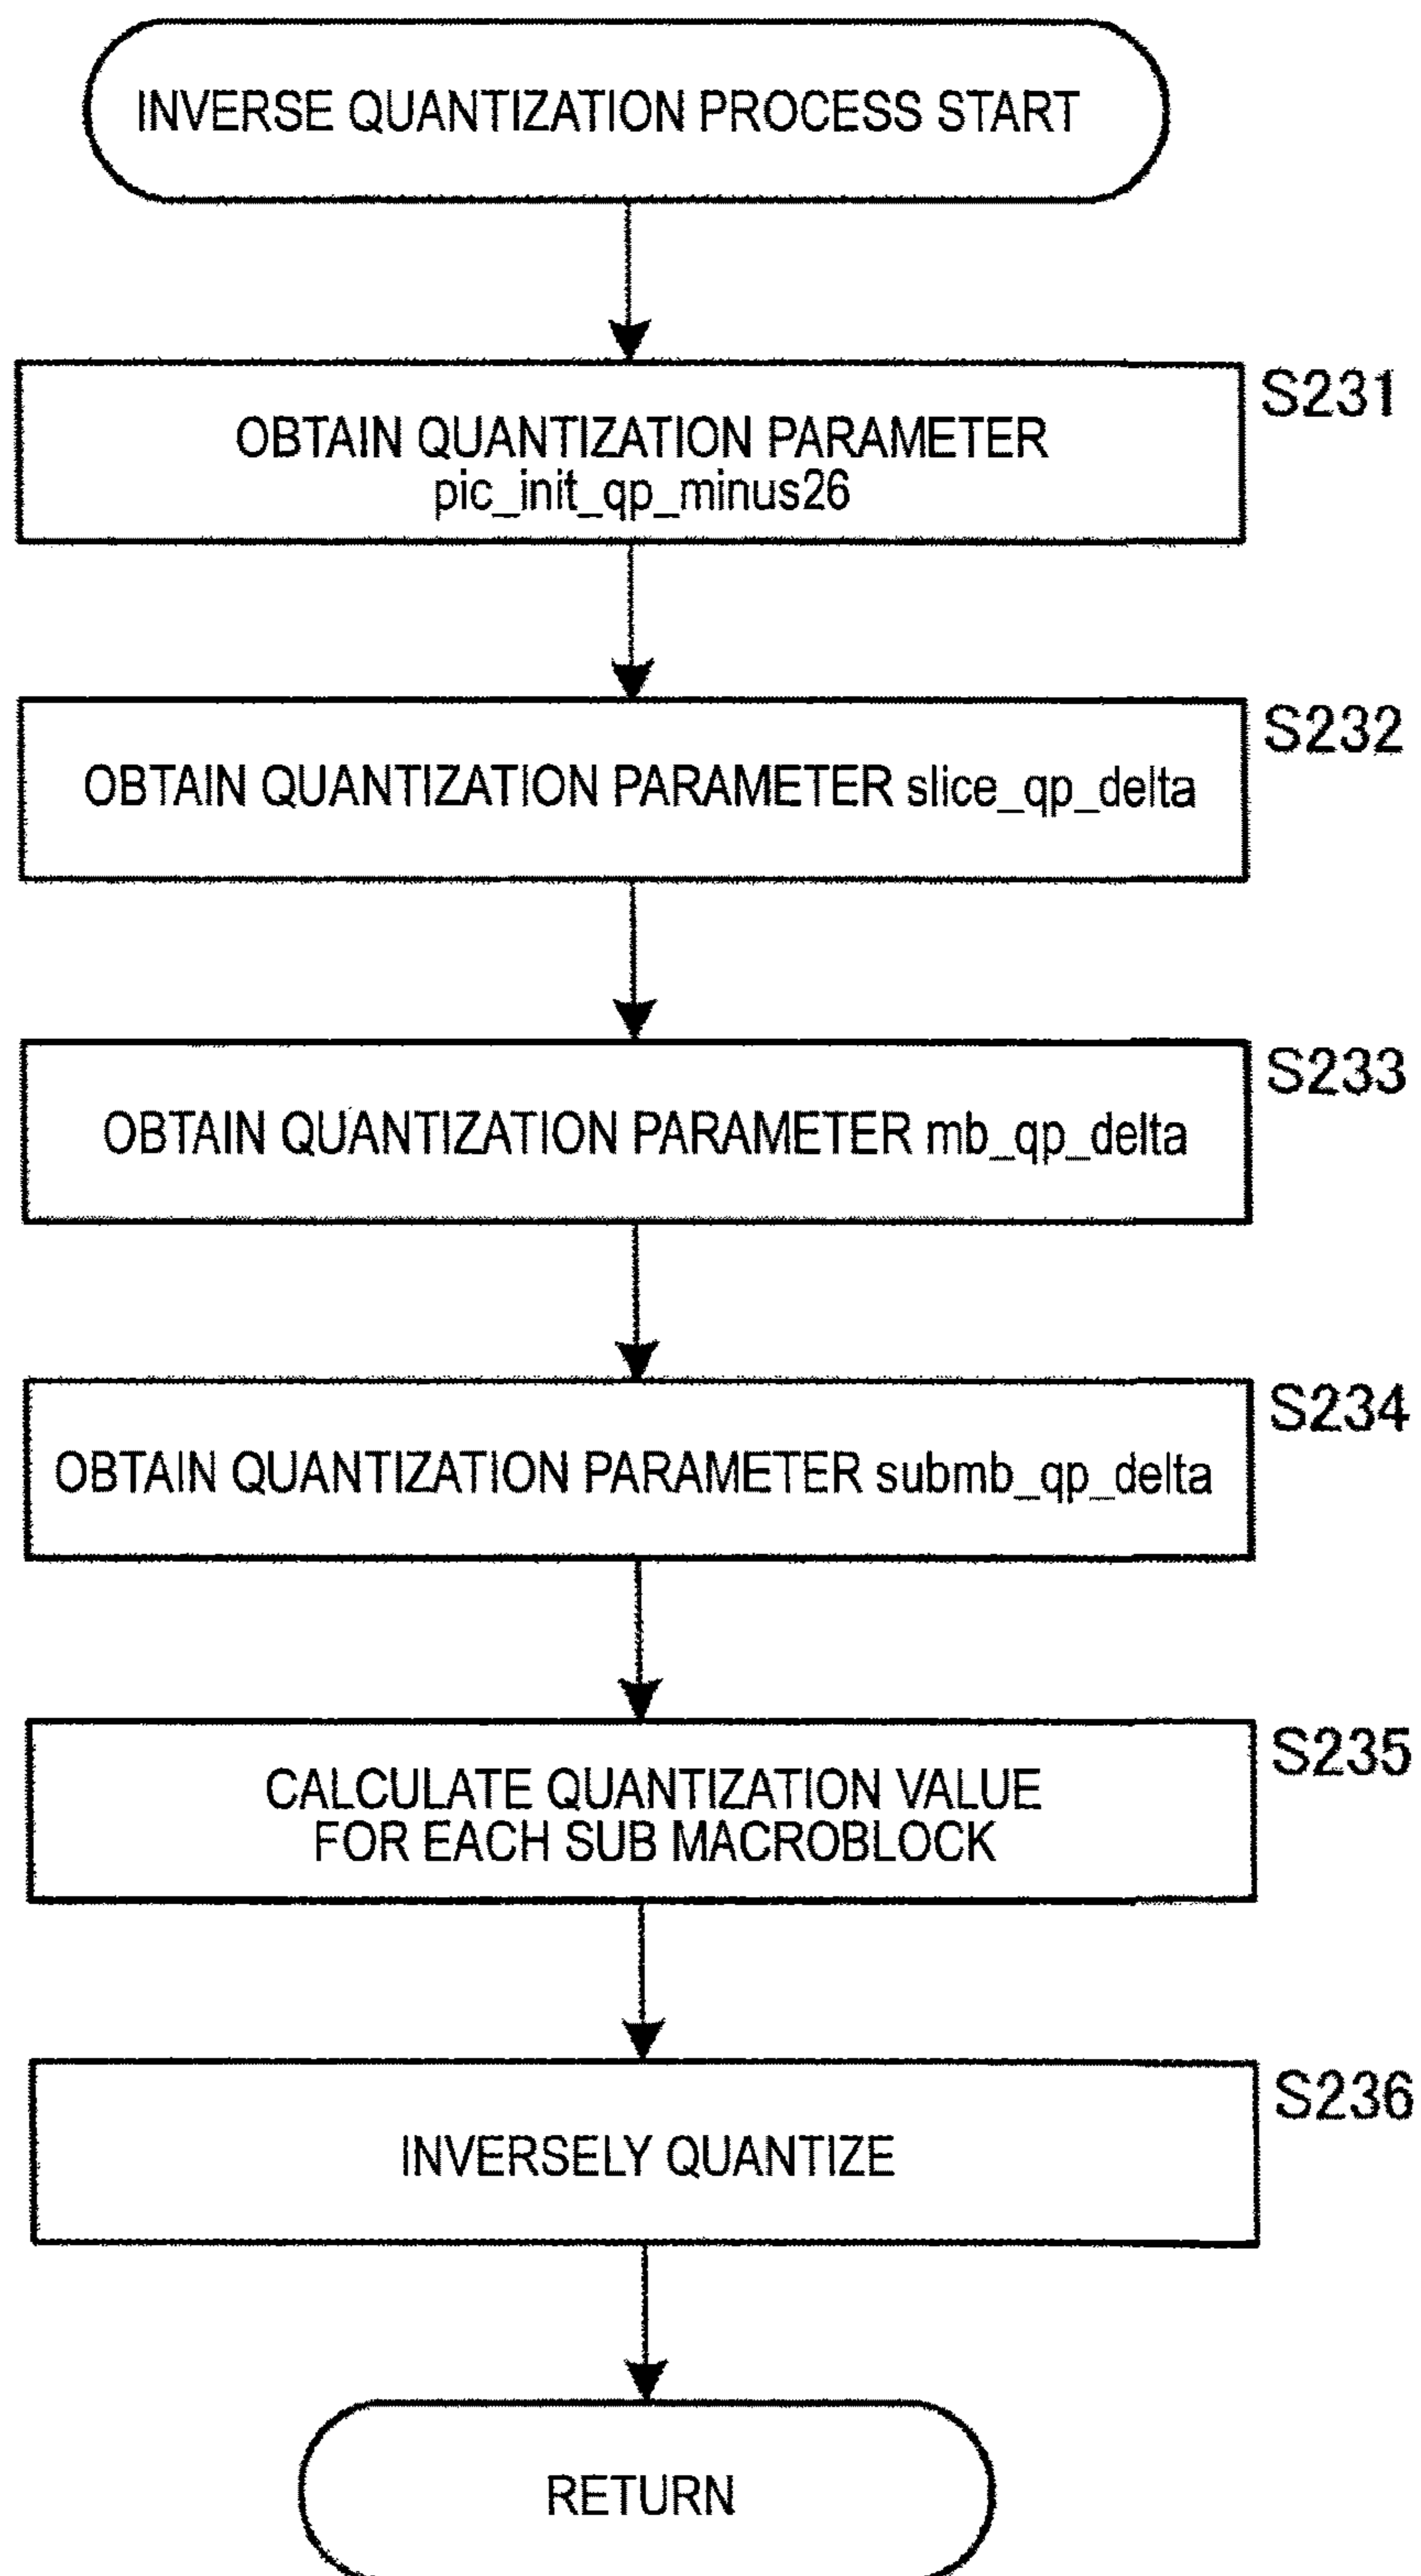 INVERSE QUANTIZATION PROCESS START
S231
OBTAIN QUANTIZATION PARAMETER
pic_init_qp_minus26
S232
OBTAIN QUANTIZATION PARAMETER slice_qp_delta
S233
OBTAIN QUANTIZATION PARAMETER mb_qp_delta
S234
OBTAIN QUANTIZATION PARAMETER submb_qp_delta
S235
CALCULATE QUANTIZATION VALUE
FOR EACH SUB MACROBLOCK
S236
INVERSELY QUANTIZE
RETURN